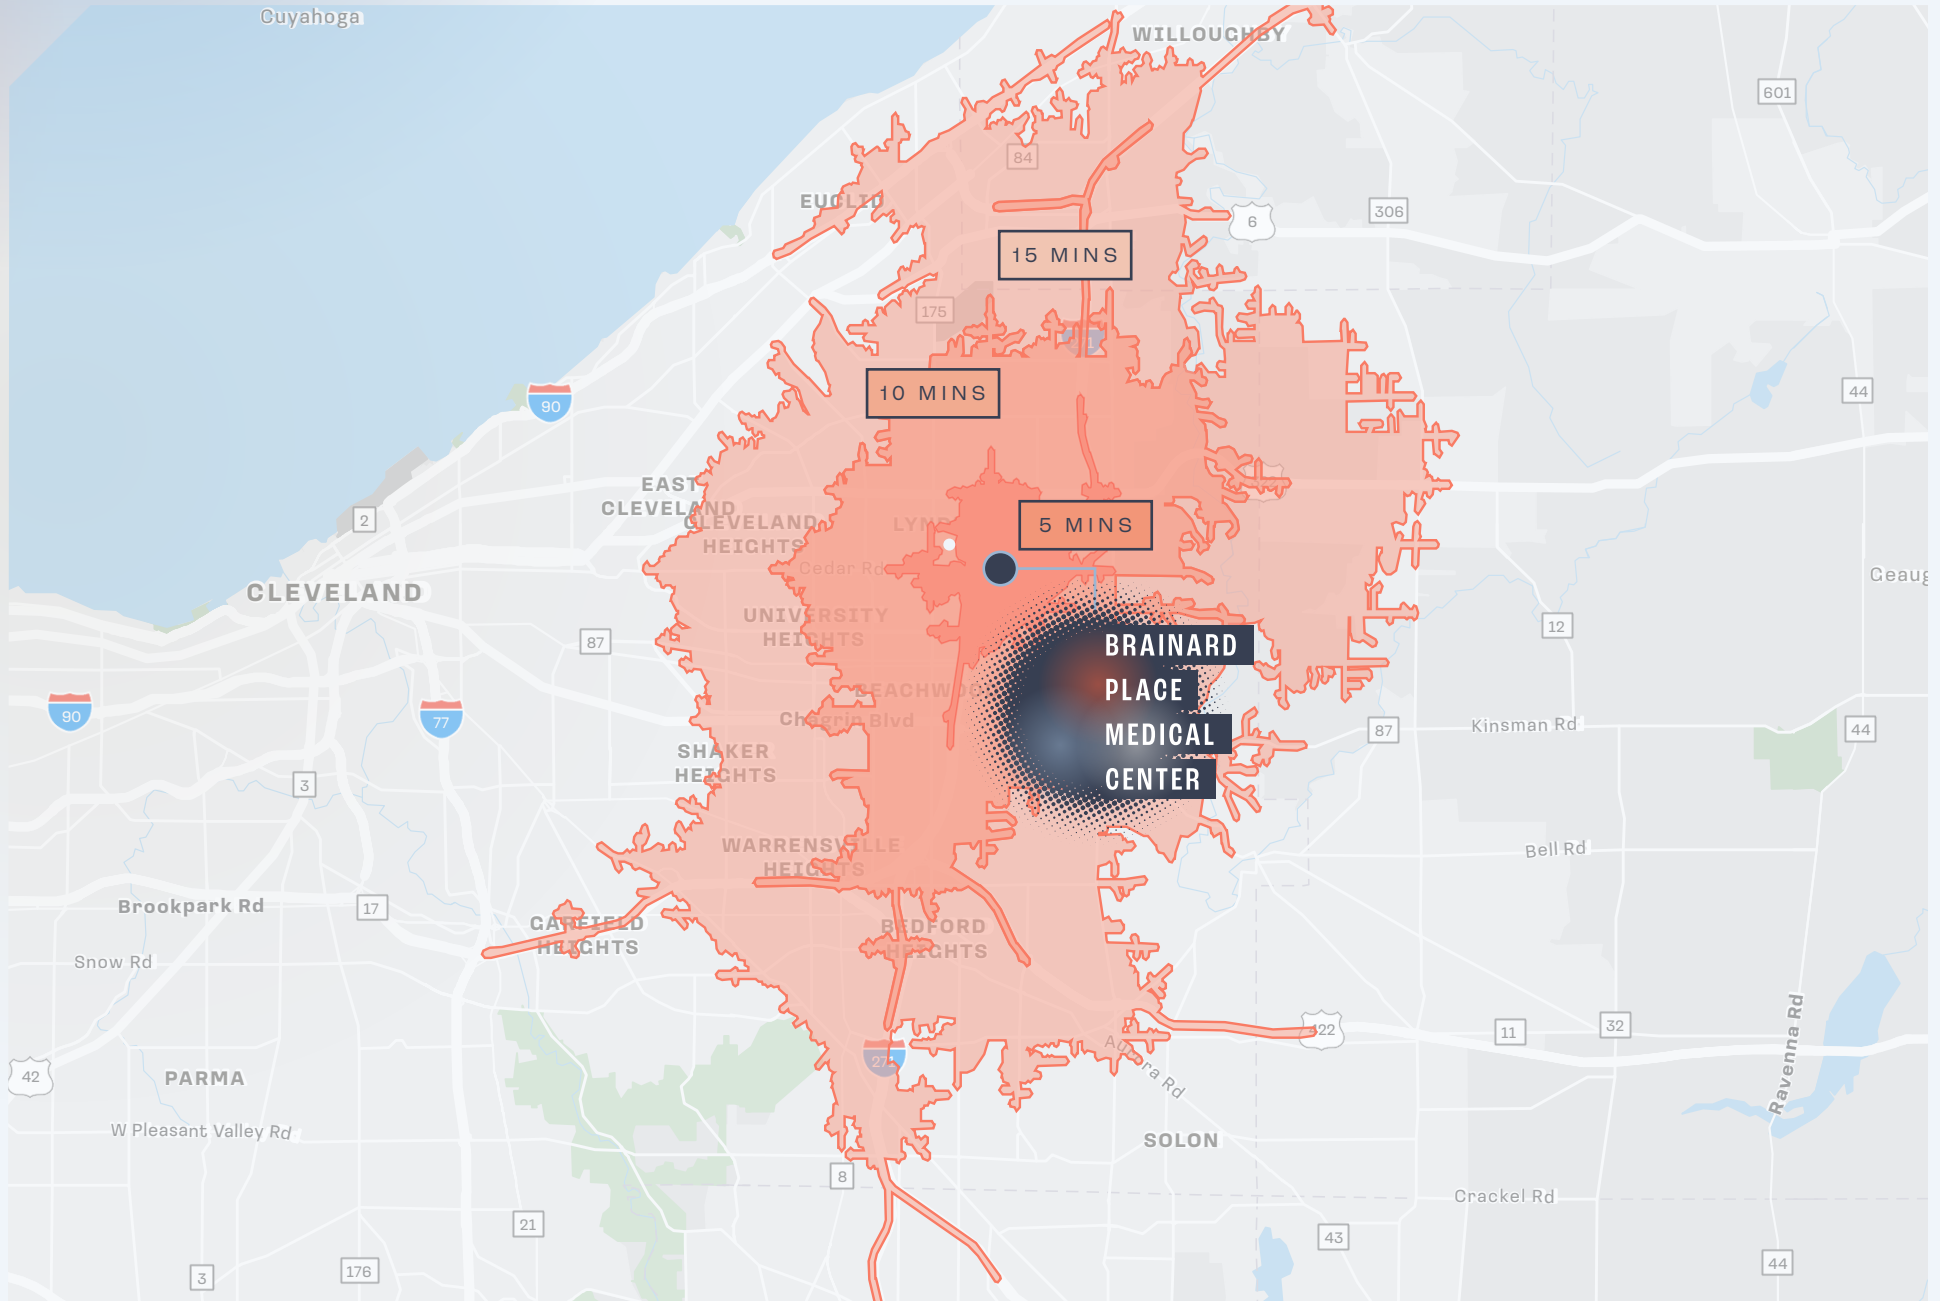 Cuyahoga
WILLOUGHBY
601
84
EUCLID
6
306
15 MINS
175
271
10 MINS
44
90
EAST
CLEVELAND
2
CLEVELAND
HEIGHTS
5 MINS
Cedar Rd
CLEVELAND
UNIVERSITY
HEIGHTS
87
12
BRAINARD
PLACE
MEDICAL
CENTER
90
77
Chagrin Blvd
87
Kinsman Rd
44
SHAKER
HEIGHTS
3
WARRENSVILLE
HEIGHTS
Bell Rd
Brookpark Rd
17
GARFIELD
HEIGHTS
BEDFORD
HEIGHTS
Snow Rd
422
11
32
Ravenna Rd
42
PARMA
271
Aurora Rd
W Pleasant Valley Rd
SOLON
8
Crackel Rd
21
43
3
176
44